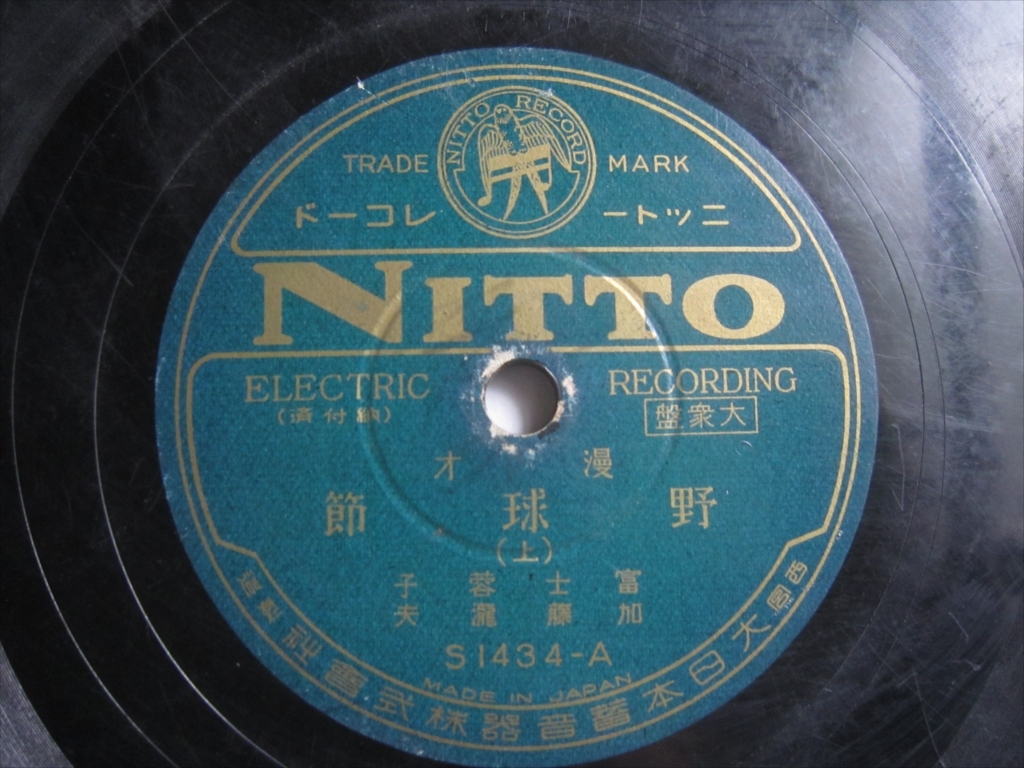 NITTO RECORD
TRADE MARK
ニットーレコード
NITTO
ELECTRIC RECORDING
(納付済)
大衆盤
漫才
野球節
(上)
富士蓉子
加藤瀧夫
S1434-A
MADE IN JAPAN
西宮 大日本蓄音器株式會社 製造